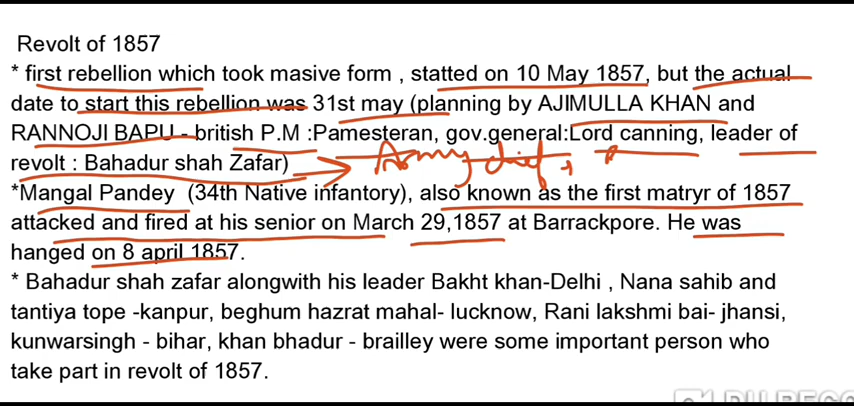 Revolt of 1857
* first rebellion which took masive form , statted on 10 May 1857, but the actual
date to start this rebellion was 31st may (planning by AJIMULLA KHAN and
RANNOJI BAPU - british P.M :Pamesteran, gov.general:Lord canning, leader of
revolt : Bahadur shah Zafar)
Army chief,
*Mangal Pandey (34th Native infantory), also known as the first matryr of 1857
attacked and fired at his senior on March 29,1857 at Barrackpore. He was
hanged on 8 april 1857.
* Bahadur shah zafar alongwith his leader Bakht khan-Delhi , Nana sahib and
tantiya tope -kanpur, beghum hazrat mahal- lucknow, Rani lakshmi bai- jhansi,
kunwarsingh - bihar, khan bhadur - brailley were some important person who
take part in revolt of 1857.